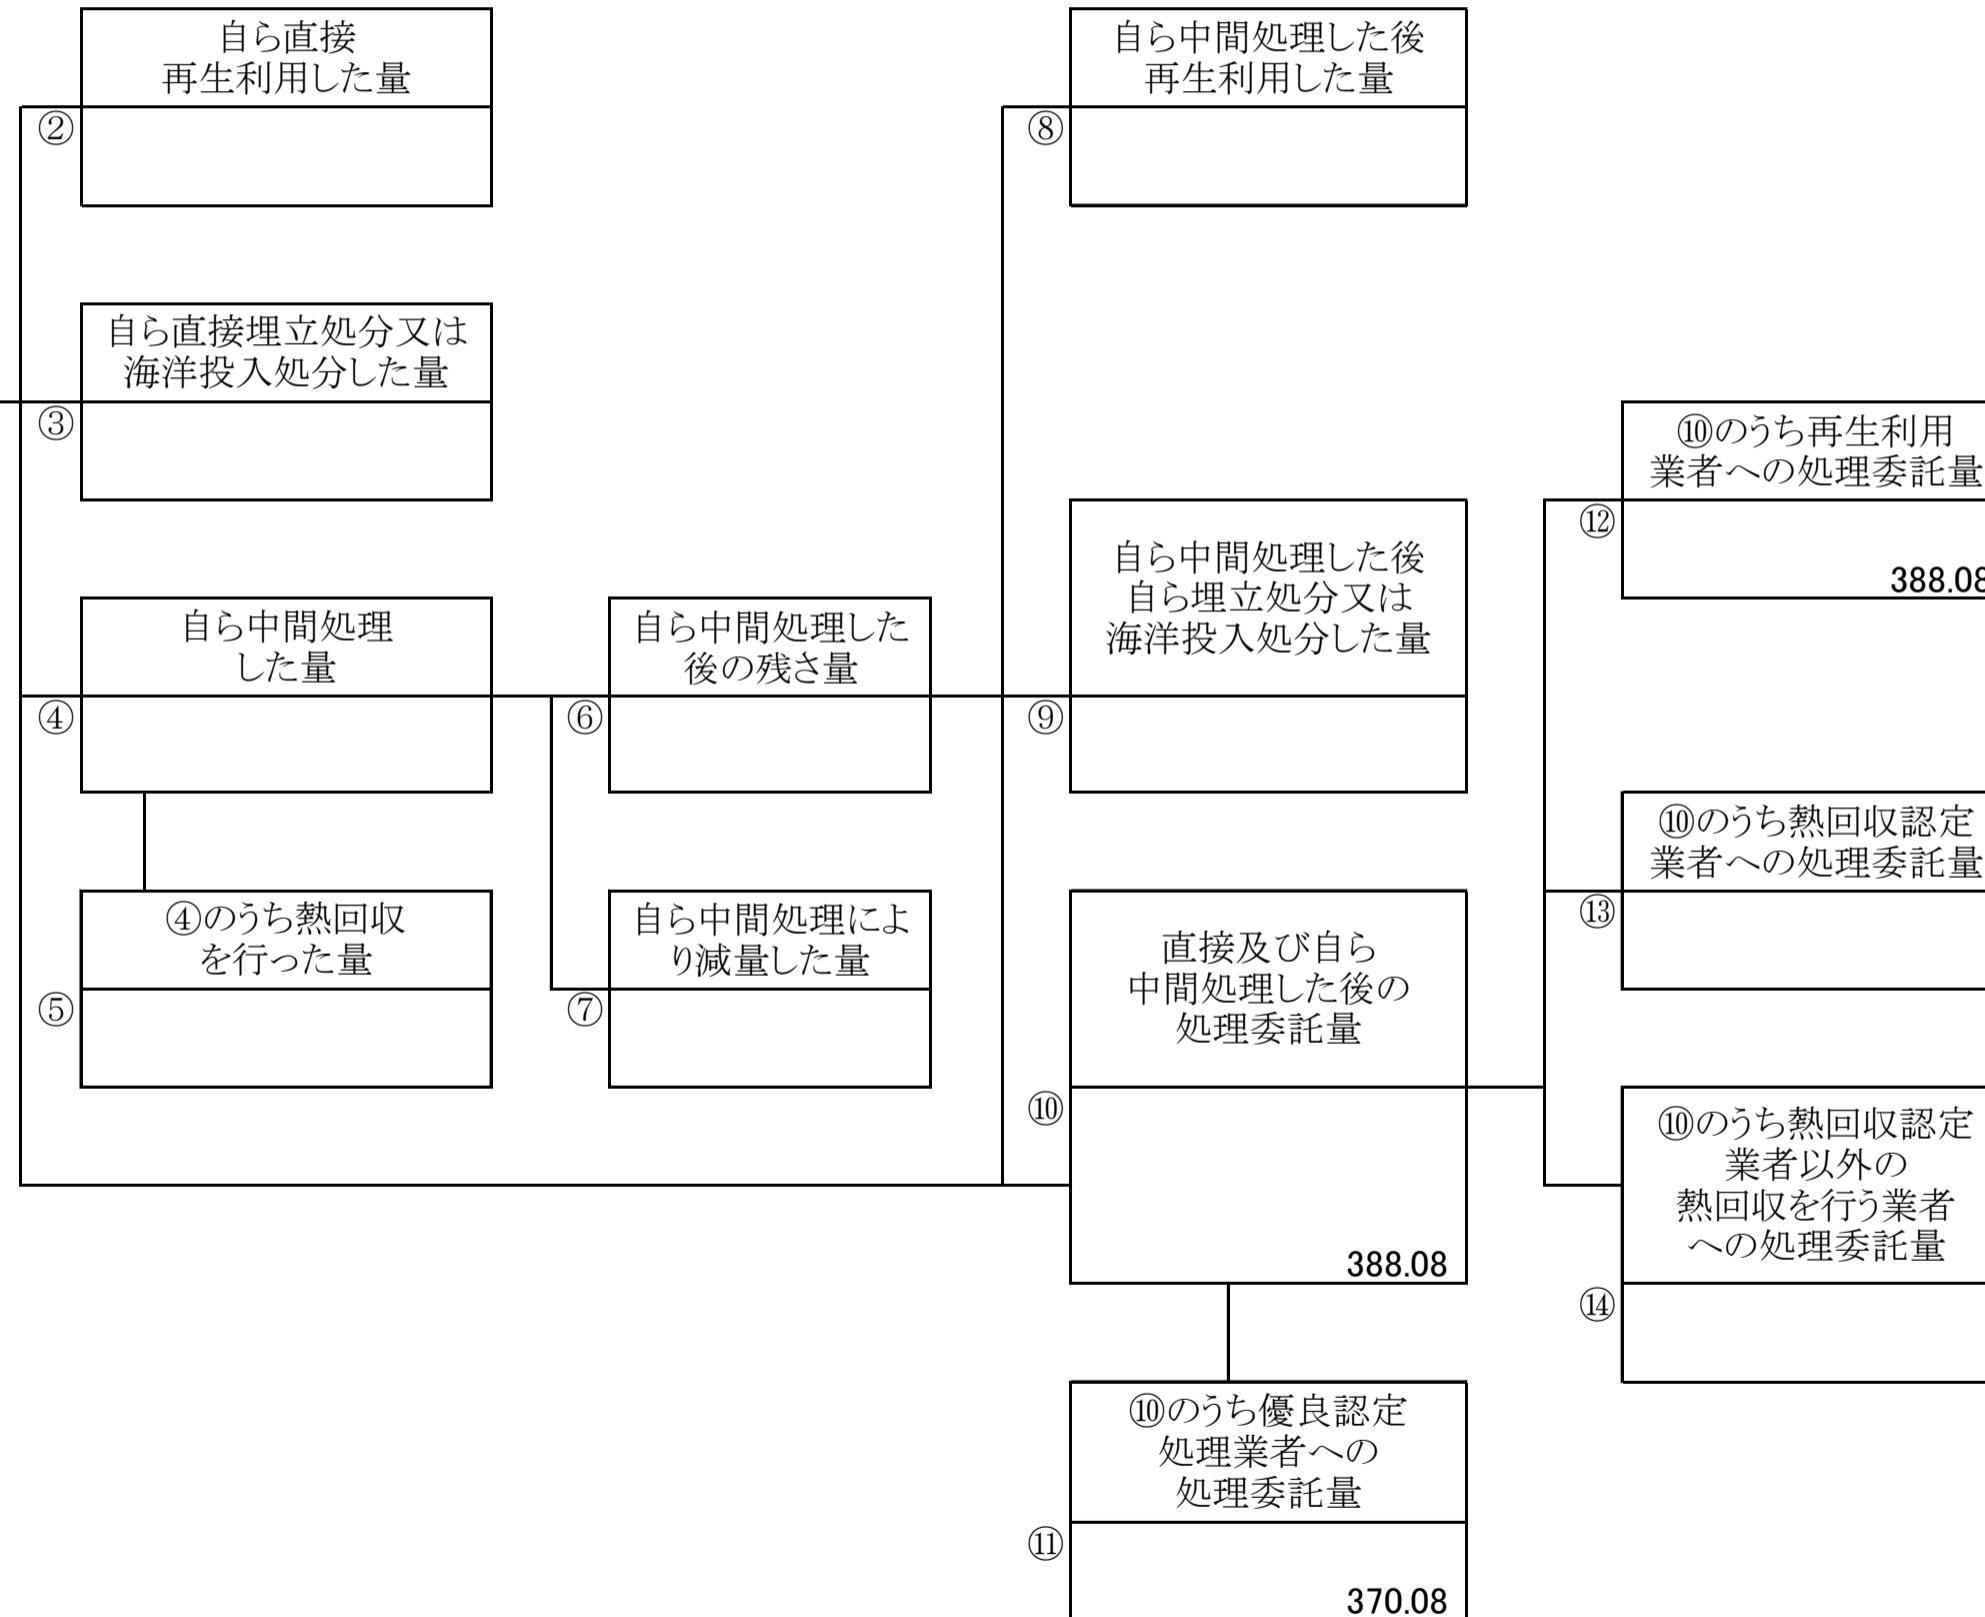 自ら直接
再生利用した量
②
自ら直接埋立処分又は
海洋投入処分した量
③
自ら中間処理
した量
④
④のうち熱回収
を行った量
⑤
自ら中間処理した
後の残さ量
⑥
自ら中間処理によ
り減量した量
⑦
自ら中間処理した後
再生利用した量
⑧
自ら中間処理した後
自ら埋立処分又は
海洋投入処分した量
⑨
直接及び自ら
中間処理した後の
処理委託量
⑩
388.08
⑩のうち優良認定
処理業者への
処理委託量
⑪
370.08
⑩のうち再生利用
業者への処理委託量
⑫
388.08
⑩のうち熱回収認定
業者への処理委託量
⑬
⑩のうち熱回収認定
業者以外の
熱回収を行う業者
への処理委託量
⑭